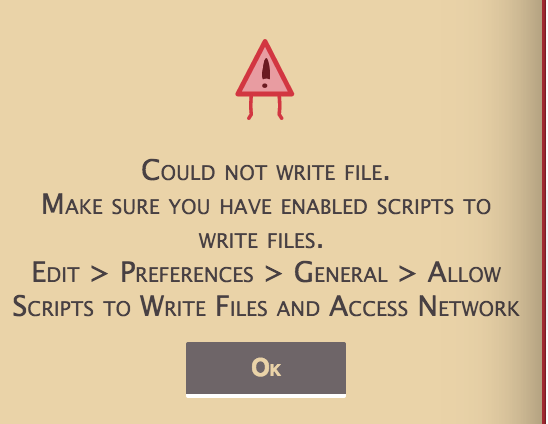 Could not write file.
Make sure you have enabled scripts to
write files.
Edit > Preferences > General > Allow
Scripts to Write Files and Access Network
Ok